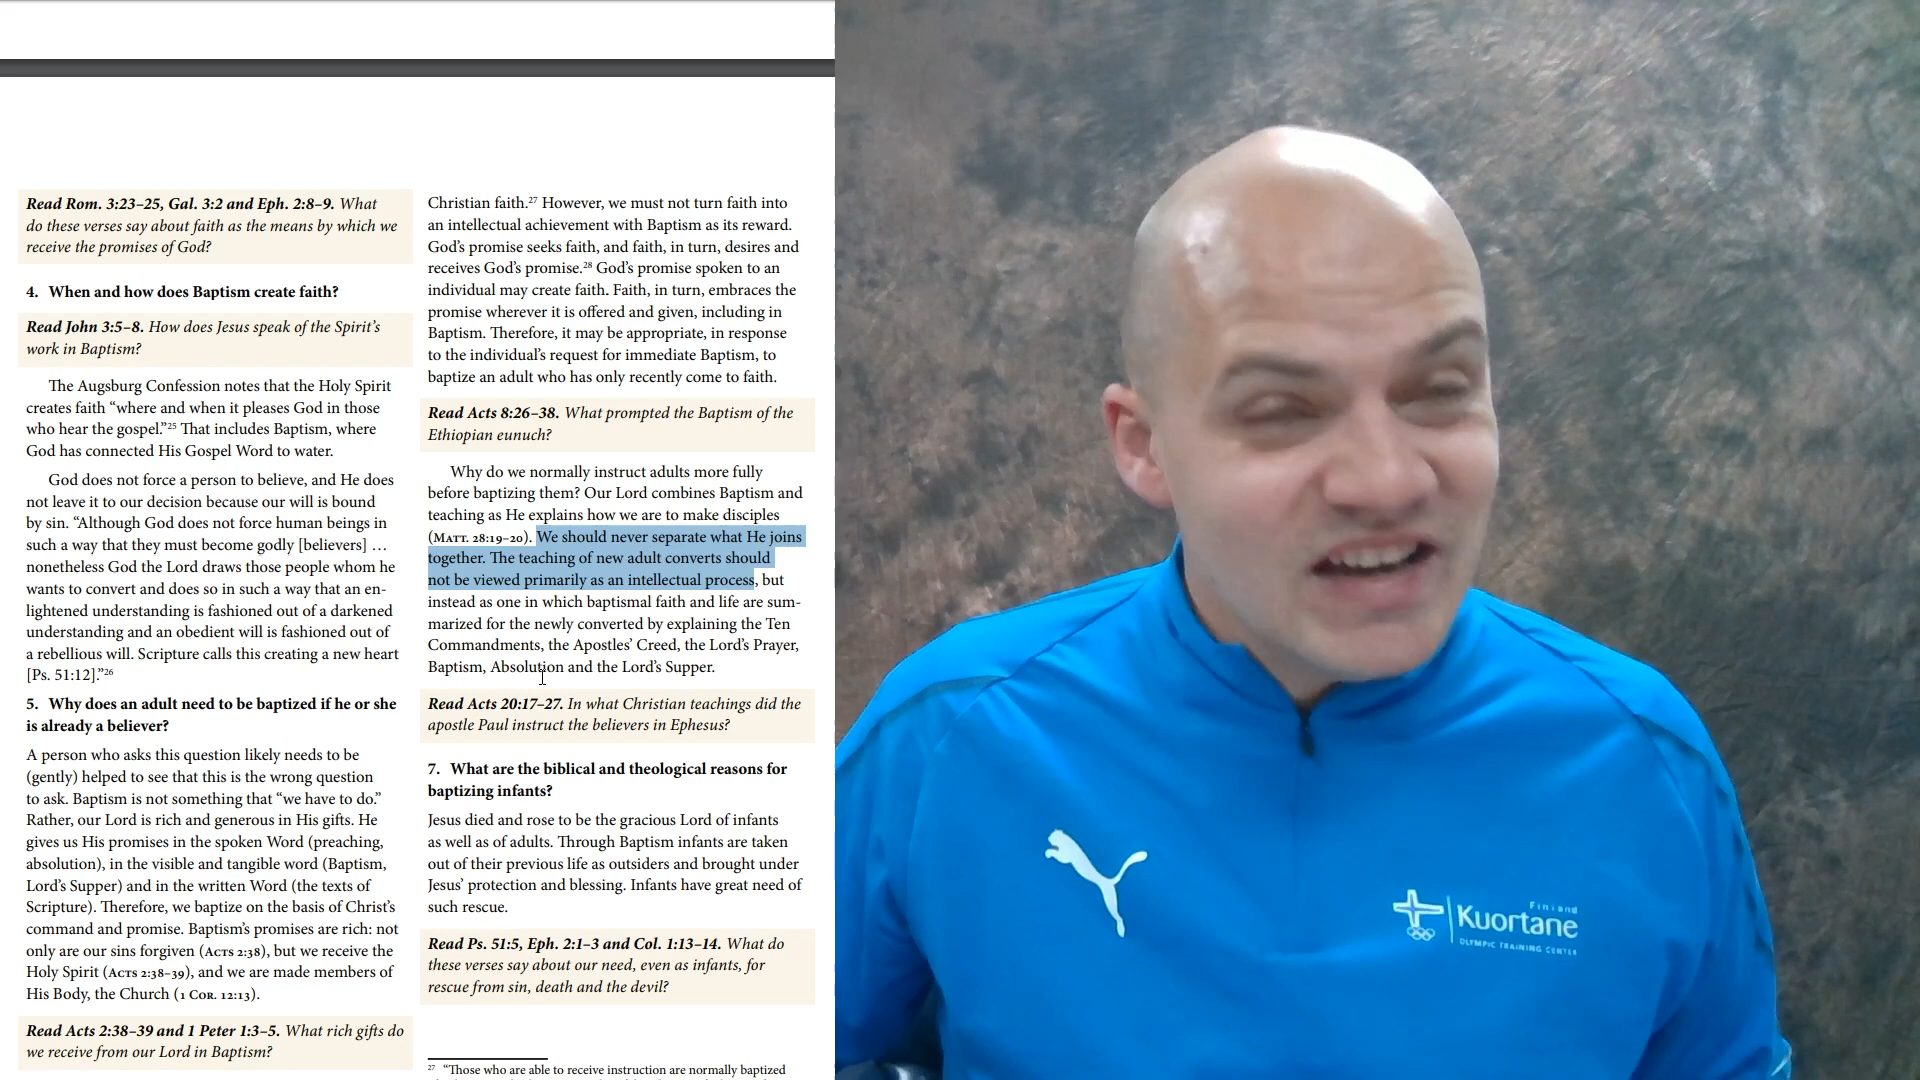 Read Rom. 3:23–25, Gal. 3:2 and Eph. 2:8–9. What
do these verses say about faith as the means by which we
receive the promises of God?
4. When and how does Baptism create faith?
Read John 3:5–8. How does Jesus speak of the Spirit’s
work in Baptism?
The Augsburg Confession notes that the Holy Spirit
creates faith “where and when it pleases God in those
who hear the gospel.”25 That includes Baptism, where
God has connected His Gospel Word to water.
God does not force a person to believe, and He does
not leave it to our decision because our will is bound
by sin. “Although God does not force human beings in
such a way that they must become godly [believers] …
nonetheless God the Lord draws those people whom he
wants to convert and does so in such a way that an en-
lightened understanding is fashioned out of a darkened
understanding and an obedient will is fashioned out of
a rebellious will. Scripture calls this creating a new heart
[Ps. 51:12].”26
5. Why does an adult need to be baptized if he or she
is already a believer?
A person who asks this question likely needs to be
(gently) helped to see that this is the wrong question
to ask. Baptism is not something that “we have to do.”
Rather, our Lord is rich and generous in His gifts. He
gives us His promises in the spoken Word (preaching,
absolution), in the visible and tangible word (Baptism,
Lord’s Supper) and in the written Word (the texts of
Scripture). Therefore, we baptize on the basis of Christ’s
command and promise. Baptism’s promises are rich: not
only are our sins forgiven (Acts 2:38), but we receive the
Holy Spirit (Acts 2:38–39), and we are made members of
His Body, the Church (1 Cor. 12:13).
Read Acts 2:38–39 and 1 Peter 1:3–5. What rich gifts do
we receive from our Lord in Baptism?
Christian faith.27 However, we must not turn faith into
an intellectual achievement with Baptism as its reward.
God’s promise seeks faith, and faith, in turn, desires and
receives God’s promise.28 God’s promise spoken to an
individual may create faith. Faith, in turn, embraces the
promise wherever it is offered and given, including in
Baptism. Therefore, it may be appropriate, in response
to the individual’s request for immediate Baptism, to
baptize an adult who has only recently come to faith.
Read Acts 8:26–38. What prompted the Baptism of the
Ethiopian eunuch?
Why do we normally instruct adults more fully
before baptizing them? Our Lord combines Baptism and
teaching as He explains how we are to make disciples
(Matt. 28:19–20). We should never separate what He joins
together. The teaching of new adult converts should
not be viewed primarily as an intellectual process, but
instead as one in which baptismal faith and life are sum-
marized for the newly converted by explaining the Ten
Commandments, the Apostles’ Creed, the Lord’s Prayer,
Baptism, Absolution and the Lord’s Supper.
Read Acts 20:17–27. In what Christian teachings did the
apostle Paul instruct the believers in Ephesus?
7. What are the biblical and theological reasons for
baptizing infants?
Jesus died and rose to be the gracious Lord of infants
as well as of adults. Through Baptism infants are taken
out of their previous life as outsiders and brought under
Jesus’ protection and blessing. Infants have great need of
such rescue.
Read Ps. 51:5, Eph. 2:1–3 and Col. 1:13–14. What do
these verses say about our need, even as infants, for
rescue from sin, death and the devil?
27 “Those who are able to receive instruction are normally baptized
Finland
Kuortane
OLYMPIC TRAINING CENTER